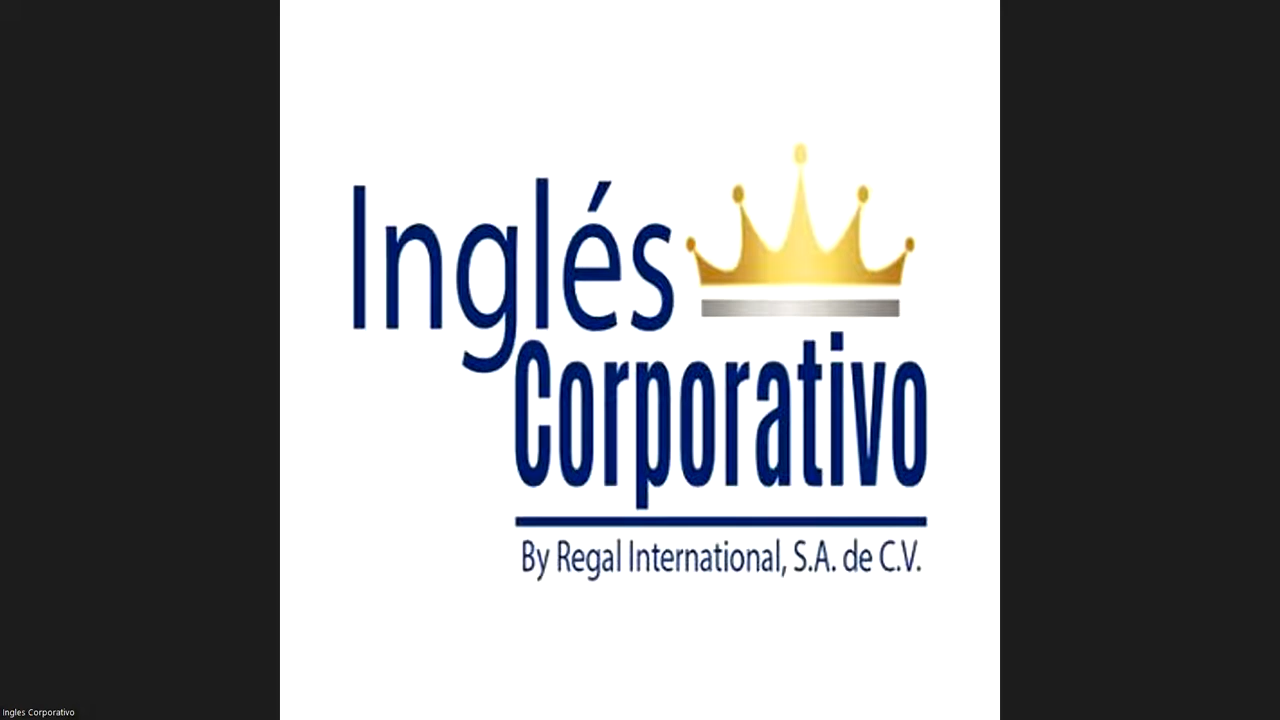 Inglés
Corporativo
By Regal International, S.A. de C.V.
Ingles Corporativo